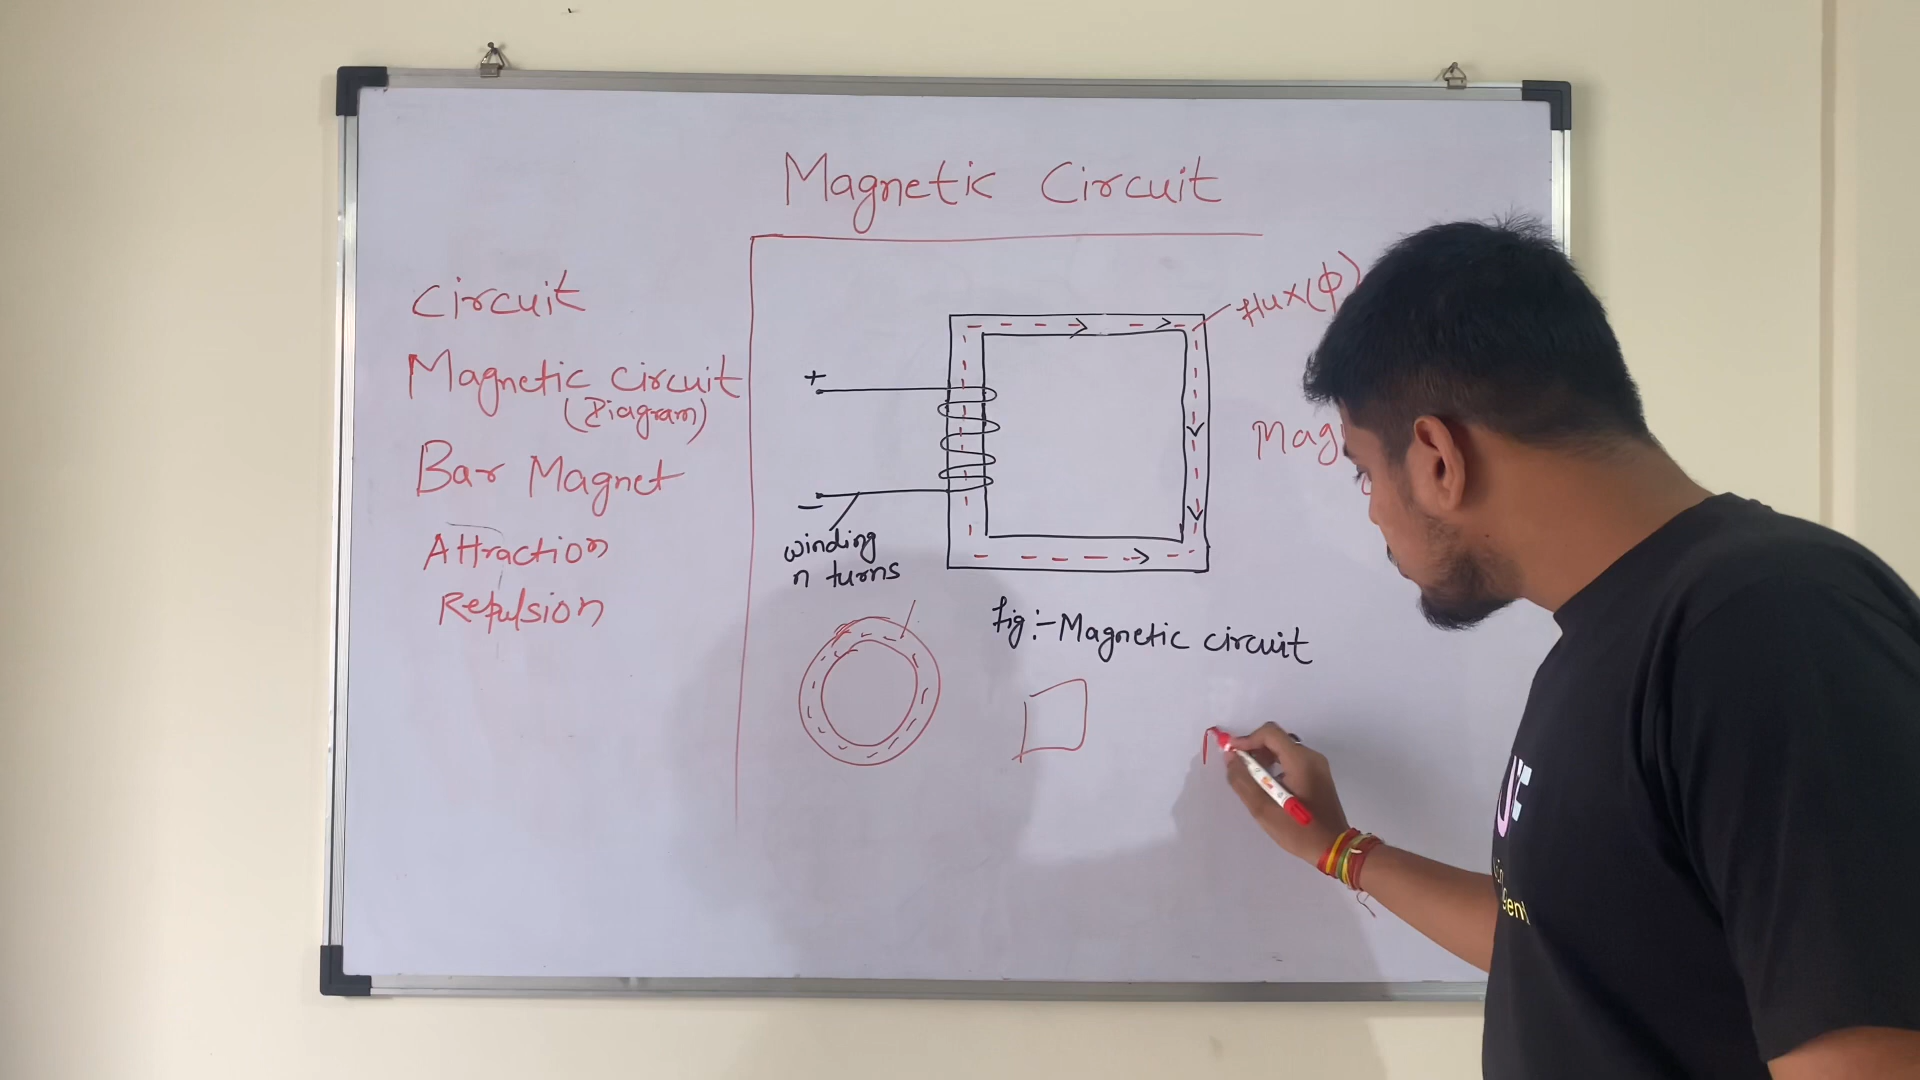 Magnetic Circuit
Circuit
Magnetic circuit
(Diagram)
Bar Magnet
Attraction
Repulsion
flux(φ)
+
-
winding
n turns
fig:- Magnetic circuit